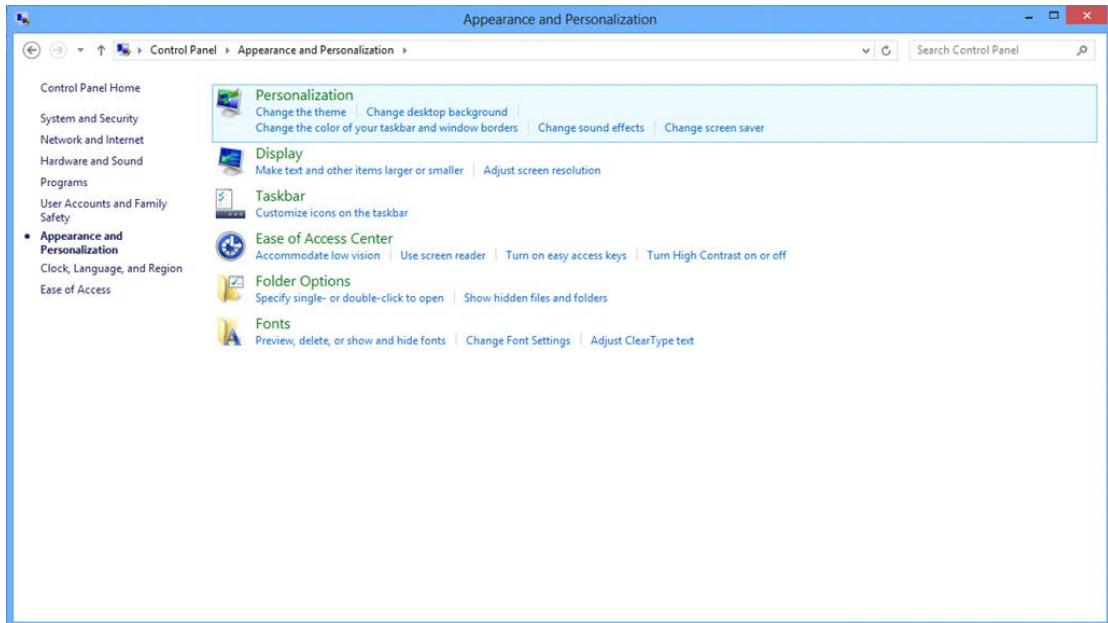 Appearance and Personalization
Control Panel Appearance and Personalization
Search Control Panel
Control Panel Home
System and Security
Network and Internet
Hardware and Sound
Programs
User Accounts and Family
Safety
Appearance and
Personalization
Clock, Language, and Region
Ease of Access
Personalization
Change the theme Change desktop background
Change the color of your taskbar and window borders Change sound effects Change screen saver
Display
Make text and other items larger or smaller Adjust screen resolution
Taskbar
Customize icons on the taskbar
Ease of Access Center
Accommodate low vision Use screen reader Turn on easy access keys Turn High Contrast on or off
Folder Options
Specify single- or double-click to open Show hidden files and folders
Fonts
Preview, delete, or show and hide fonts Change Font Settings Adjust ClearType text